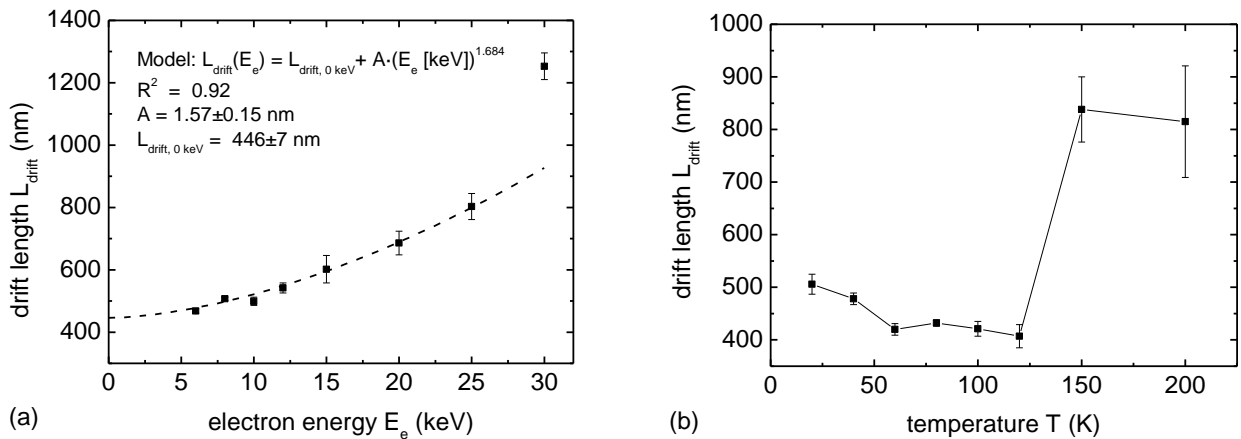 1400
1200
1000
800
600
400
0 5 10 15 20 25 30
drift length L_drift (nm)
electron energy E_e (keV)
Model: L_drift(E_e) = L_drift, 0 keV + A·(E_e [keV])^1.684
R^2 = 0.92
A = 1.57±0.15 nm
L_drift, 0 keV = 446±7 nm
(a)
1000
900
800
700
600
500
400
0 50 100 150 200
drift length L_drift (nm)
temperature T (K)
(b)